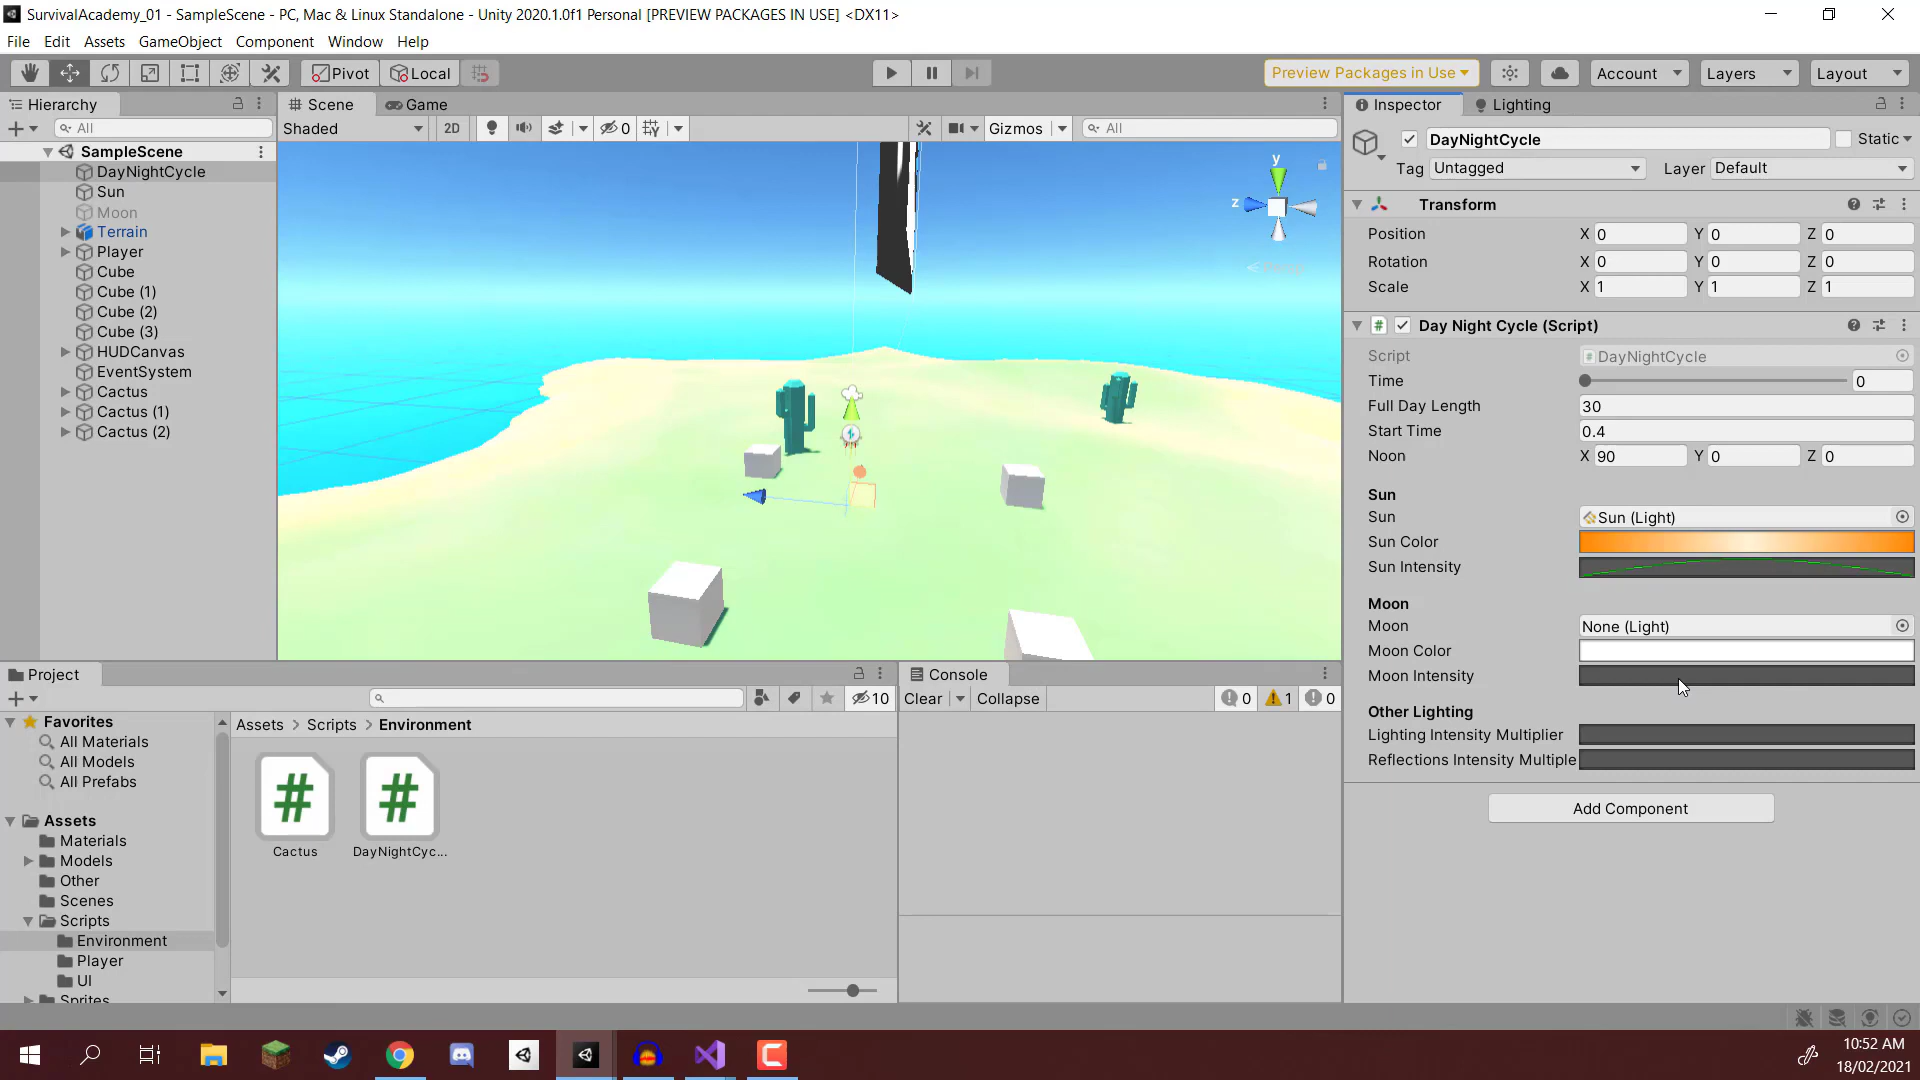 SurvivalAcademy_01 - SampleScene - PC, Mac & Linux Standalone - Unity 2020.1.0f1 Personal [PREVIEW PACKAGES IN USE] <DX11>
File Edit Assets GameObject Component Window Help
Pivot Local Preview Packages in Use Account Layers Layout
Hierarchy
All
SampleScene
DayNightCycle
Sun
Moon
Terrain
Player
Cube
Cube (1)
Cube (2)
Cube (3)
HUDCanvas
EventSystem
Cactus
Cactus (1)
Cactus (2)
Scene Game
Shaded 2D 0 Gizmos All
y
z
Inspector Lighting
DayNightCycle Static
Tag Untagged Layer Default
Transform
Position X 0 Y 0 Z 0
Rotation X 0 Y 0 Z 0
Scale X 1 Y 1 Z 1
# Day Night Cycle (Script)
Script # DayNightCycle
Time 0
Full Day Length 30
Start Time 0.4
Noon X 90 Y 0 Z 0
Sun
Sun Sun (Light)
Sun Color
Sun Intensity
Moon
Moon None (Light)
Moon Color
Moon Intensity
Other Lighting
Lighting Intensity Multiplier
Reflections Intensity Multiple
Add Component
Project
10
Favorites
All Materials
All Models
All Prefabs
Assets
Materials
Models
Other
Scenes
Scripts
Environment
Player
UI
Sprites
Assets > Scripts > Environment
# #
Cactus DayNightCyc...
Console
Clear Collapse 0 1 0
10:52 AM
18/02/2021